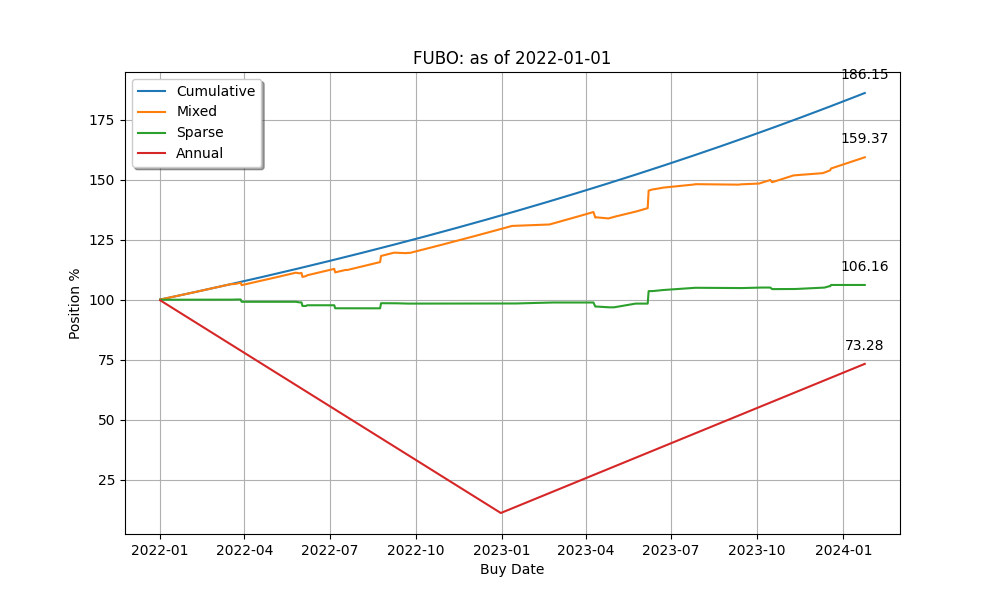 FUBO: as of 2022-01-01
186.15
Cumulative
Mixed
Sparse
Annual
159.37
106.16
73.28
175
150
125
100
75
50
25
Position %
2022-01
2022-04
2022-07
2022-10
2023-01
2023-04
2023-07
2023-10
2024-01
Buy Date